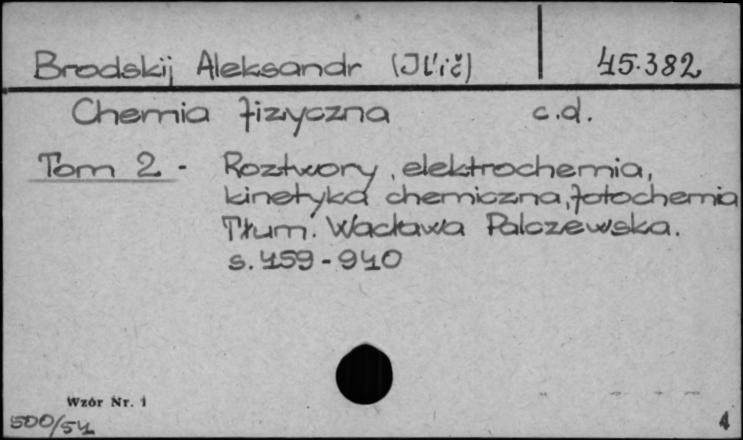 Brodskij Aleksandr (Il'ič) 45.382
Chemia fizyczna c.d.
Tom 2 - Roztwory, elektrochemia,
kinetyka chemiczna, fotochemia
Tłum. Wacława Palczewska.
s. 459-940
Wzór Nr. 1
500/54
4